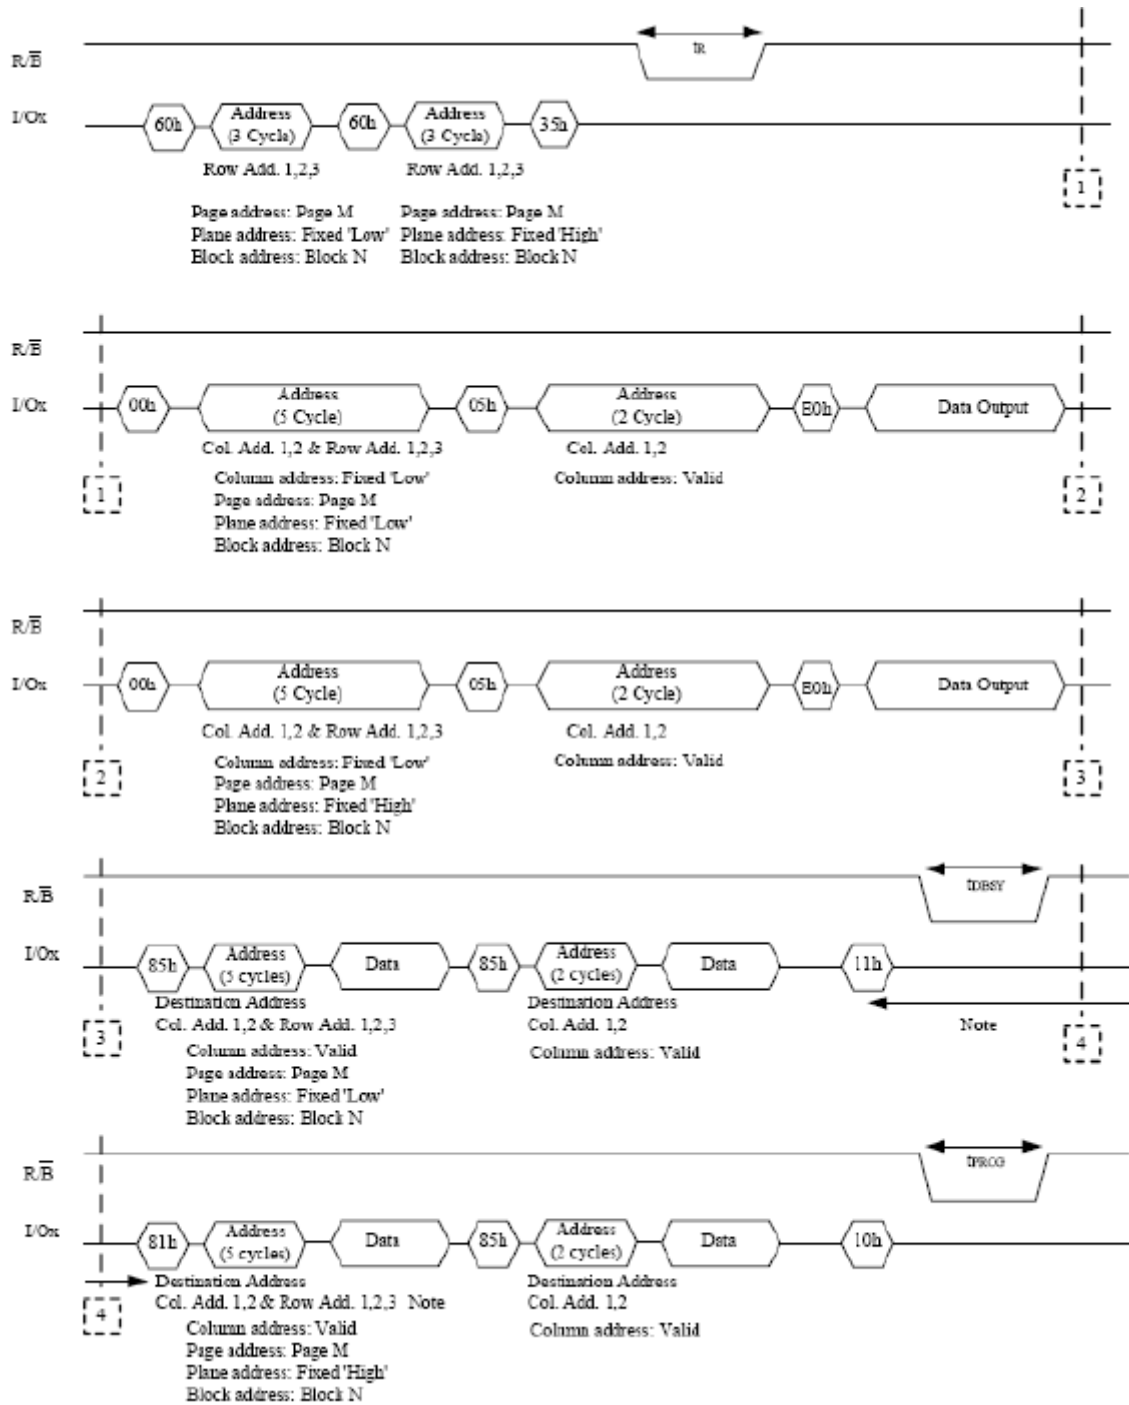 tR
R/B̅
I/Ox
60h Address (3 Cycle) 60h Address (3 Cycle) 35h
Row Add. 1,2,3 Row Add. 1,2,3
1
Page address: Page M Page address: Page M
Plane address: Fixed 'Low' Plane address: Fixed 'High'
Block address: Block N Block address: Block N
R/B̅
I/Ox
00h Address (5 Cycle) 05h Address (2 Cycle) E0h Data Output
Col. Add. 1,2 & Row Add. 1,2,3 Col. Add. 1,2
Column address: Fixed 'Low' Column address: Valid
1 Page address: Page M 2
Plane address: Fixed 'Low'
Block address: Block N
R/B̅
I/Ox
00h Address (5 Cycle) 05h Address (2 Cycle) E0h Data Output
Col. Add. 1,2 & Row Add. 1,2,3 Col. Add. 1,2
Column address: Fixed 'Low' Column address: Valid
2 Page address: Page M 3
Plane address: Fixed 'High'
Block address: Block N
tDBSY
R/B̅
I/Ox
85h Address (5 cycles) Data 85h Address (2 cycles) Data 11h
Destination Address Destination Address
Col. Add. 1,2 & Row Add. 1,2,3 Col. Add. 1,2 Note
3 Column address: Valid Column address: Valid 4
Page address: Page M
Plane address: Fixed 'Low'
Block address: Block N
tPROG
R/B̅
I/Ox
81h Address (5 cycles) Data 85h Address (2 cycles) Data 10h
Destination Address Destination Address
Col. Add. 1,2 & Row Add. 1,2,3 Note Col. Add. 1,2
4 Column address: Valid Column address: Valid
Page address: Page M
Plane address: Fixed 'High'
Block address: Block N